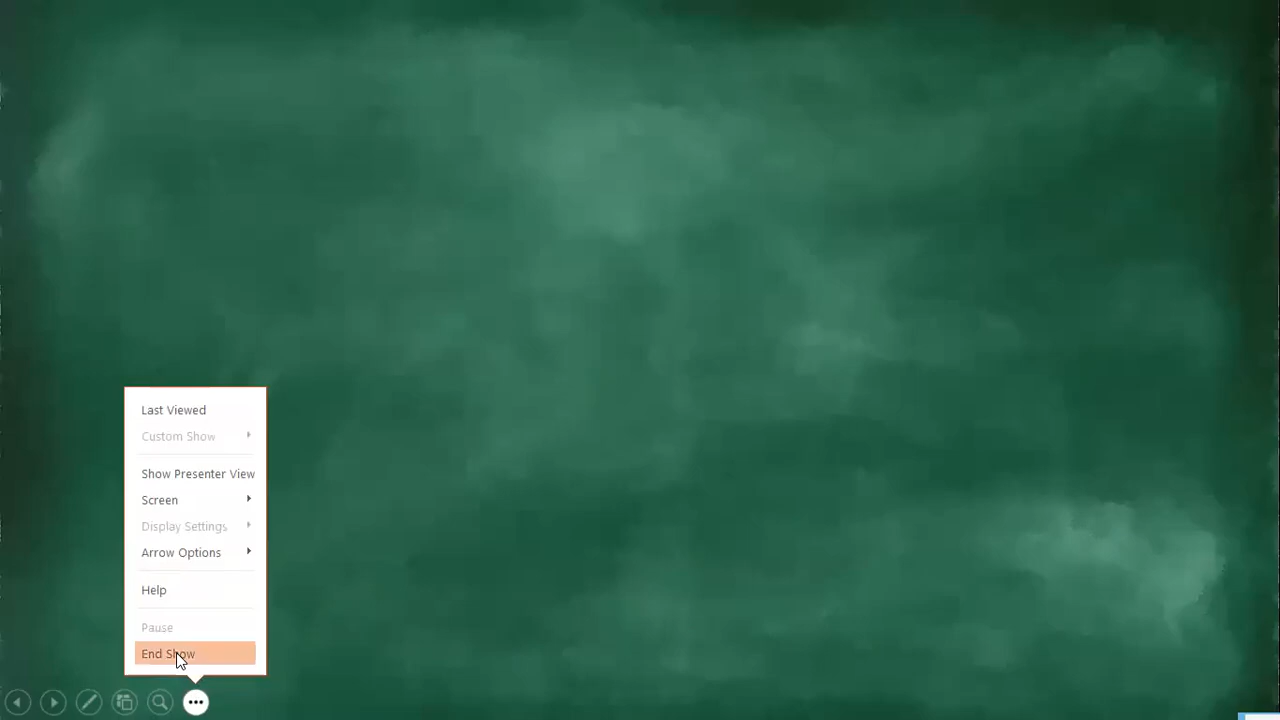 Last Viewed
Custom Show
Show Presenter View
Screen
Display Settings
Arrow Options
Help
Pause
End Show